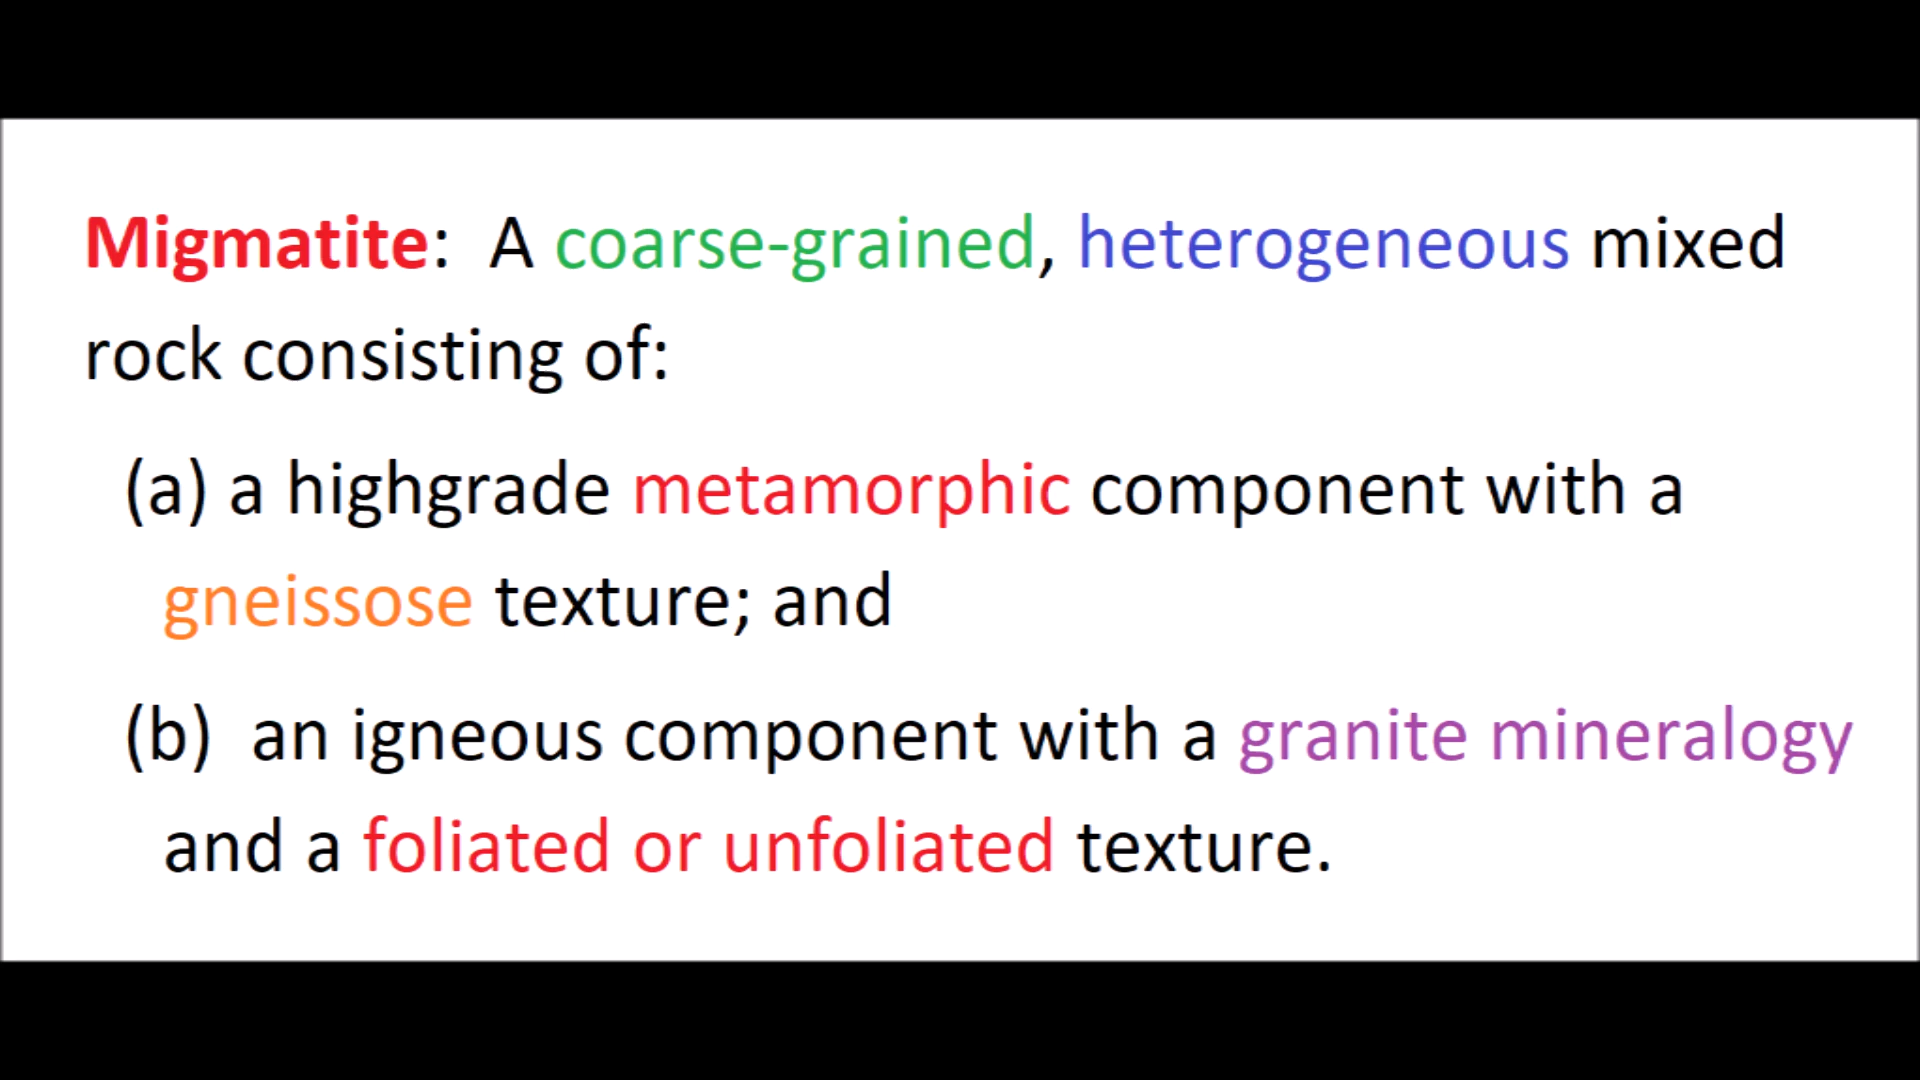 Migmatite: A coarse-grained, heterogeneous mixed
rock consisting of:
(a) a highgrade metamorphic component with a
gneissose texture; and
(b) an igneous component with a granite mineralogy
and a foliated or unfoliated texture.